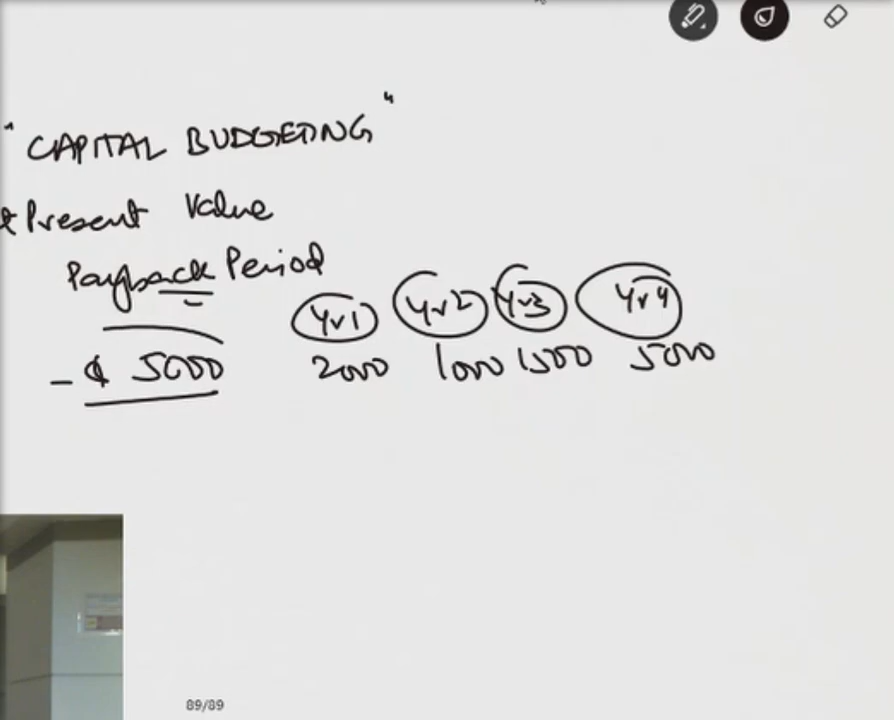 "CAPITAL BUDGETING"
Present Value
Payback Period
Yr1 Yr2 Yr3 Yr4
- $ 5000 2000 1000 1500 5000
89/89